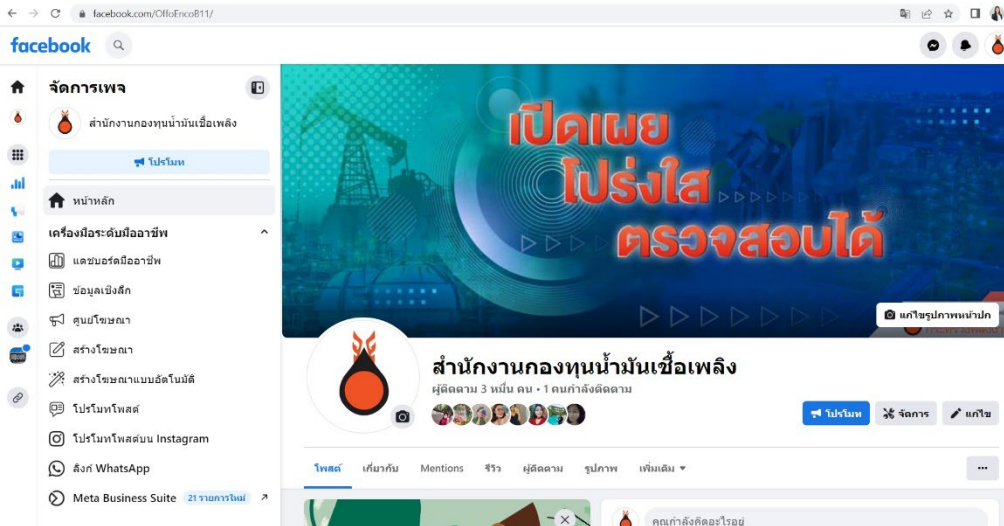 facebook.com/OffoEncoB11/
facebook
จัดการเพจ
สำนักงานกองทุนน้ำมันเชื้อเพลิง
โปรโมท
หน้าหลัก
เครื่องมือระดับมืออาชีพ
แดชบอร์ดมืออาชีพ
ข้อมูลเชิงลึก
ศูนย์โฆษณา
สร้างโฆษณา
สร้างโฆษณาแบบอัตโนมัติ
โปรโมทโพสต์
โปรโมทโพสต์บน Instagram
ลิงก์ WhatsApp
Meta Business Suite 21 รายการใหม่
เปิดเผย
โปร่งใส
ตรวจสอบได้
แก้ไขรูปภาพหน้าปก
สำนักงานกองทุนน้ำมันเชื้อเพลิง
ผู้ติดตาม 3 หมื่น คน • 1 คนกำลังติดตาม
โปรโมท จัดการ แก้ไข
โพสต์ เกี่ยวกับ Mentions รีวิว ผู้ติดตาม รูปภาพ เพิ่มเติม
คุณกำลังคิดอะไรอยู่